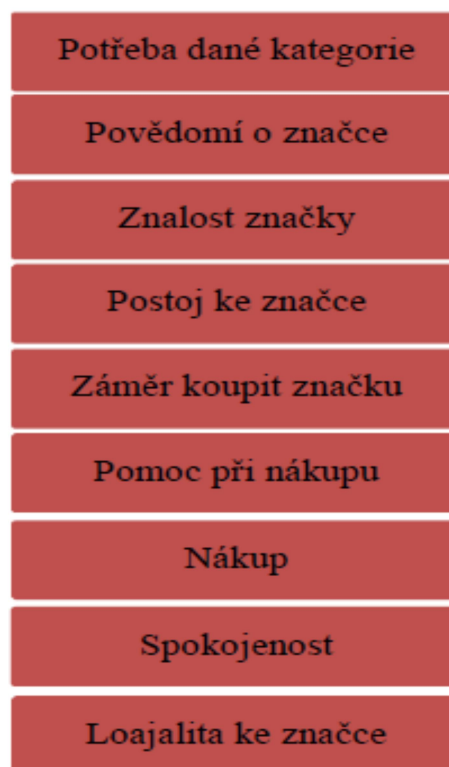 Potřeba dané kategorie
Povědomí o značce
Znalost značky
Postoj ke značce
Záměr koupit značku
Pomoc při nákupu
Nákup
Spokojenost
Loajalita ke značce